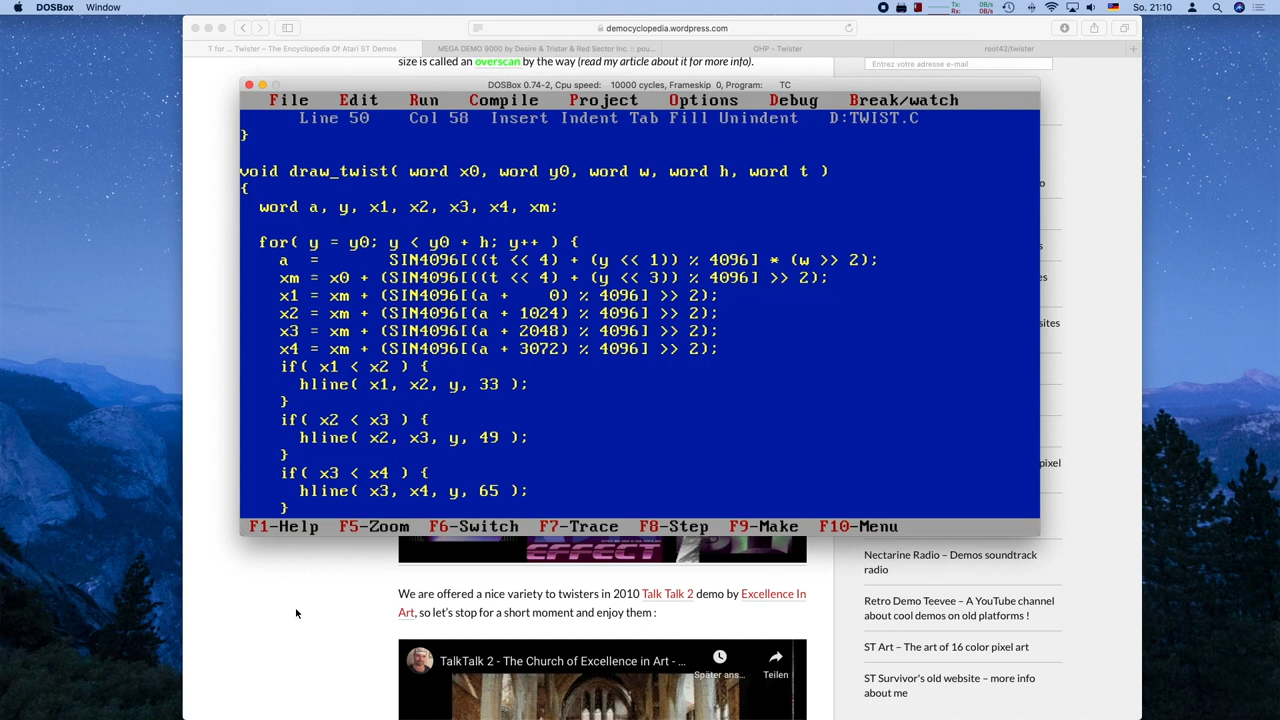 DOSBox Window
Tx: 0B/s
Rx: 0B/s
So. 21:10
democyclopedia.wordpress.com
T for ... Twister – The Encyclopedia Of Atari ST Demos
MEGA DEMO 9000 by Desire & Tristar & Red Sector Inc. :: pou...
OHP - Twister
root42/twister
size is called an overscan by the way (read my article about it for more info).
Entrez votre adresse e-mail
DOSBox 0.74-2, Cpu speed: 10000 cycles, Frameskip 0, Program: TC
File Edit Run Compile Project Options Debug Break/watch
Line 50 Col 58 Insert Indent Tab Fill Unindent D:TWIST.C
}
void draw_twist( word x0, word y0, word w, word h, word t )
{
word a, y, x1, x2, x3, x4, xm;
for( y = y0; y < y0 + h; y++ ) {
a = SIN4096[((t << 4) + (y << 1)) % 4096] * (w >> 2);
xm = x0 + (SIN4096[((t << 4) + (y << 3)) % 4096] >> 2);
x1 = xm + (SIN4096[(a + 0) % 4096] >> 2);
x2 = xm + (SIN4096[(a + 1024) % 4096] >> 2);
x3 = xm + (SIN4096[(a + 2048) % 4096] >> 2);
x4 = xm + (SIN4096[(a + 3072) % 4096] >> 2);
if( x1 < x2 ) {
hline( x1, x2, y, 33 );
}
if( x2 < x3 ) {
hline( x2, x3, y, 49 );
}
if( x3 < x4 ) {
hline( x3, x4, y, 65 );
}
F1-Help F5-Zoom F6-Switch F7-Trace F8-Step F9-Make F10-Menu
EFFECT
We are offered a nice variety to twisters in 2010 Talk Talk 2 demo by Excellence In
Art, so let's stop for a short moment and enjoy them :
TalkTalk 2 - The Church of Excellence in Art - ...
Später ans...
Teilen
pixel
Nectarine Radio – Demos soundtrack
radio
Retro Demo Teevee – A YouTube channel
about cool demos on old platforms !
ST Art – The art of 16 color pixel art
ST Survivor's old website – more info
about me